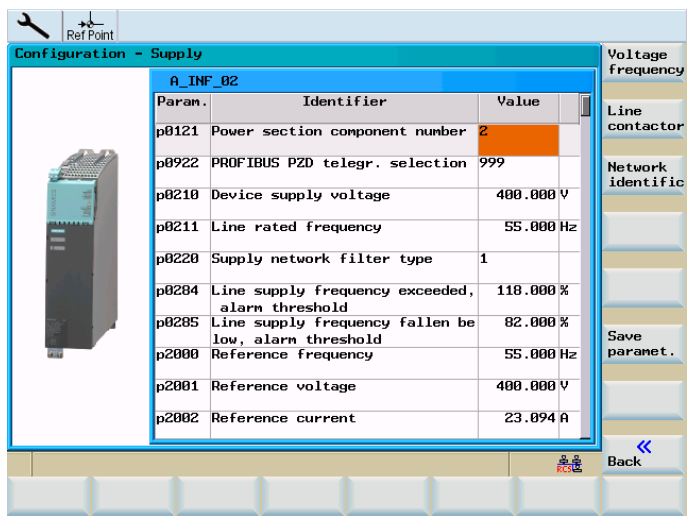 Ref Point
Configuration - Supply
Voltage
frequency
A_INF_02
Param. Identifier Value
Line
contactor
p0121 Power section component number 2
p0922 PROFIBUS PZD telegr. selection 999
Network
identific
p0210 Device supply voltage 400.000 V
p0211 Line rated frequency 55.000 Hz
p0220 Supply network filter type 1
p0284 Line supply frequency exceeded, 118.000 %
alarm threshold
p0285 Line supply frequency fallen be 82.000 %
low, alarm threshold
Save
paramet.
p2000 Reference frequency 55.000 Hz
p2001 Reference voltage 400.000 V
p2002 Reference current 23.094 A
Back
RCS